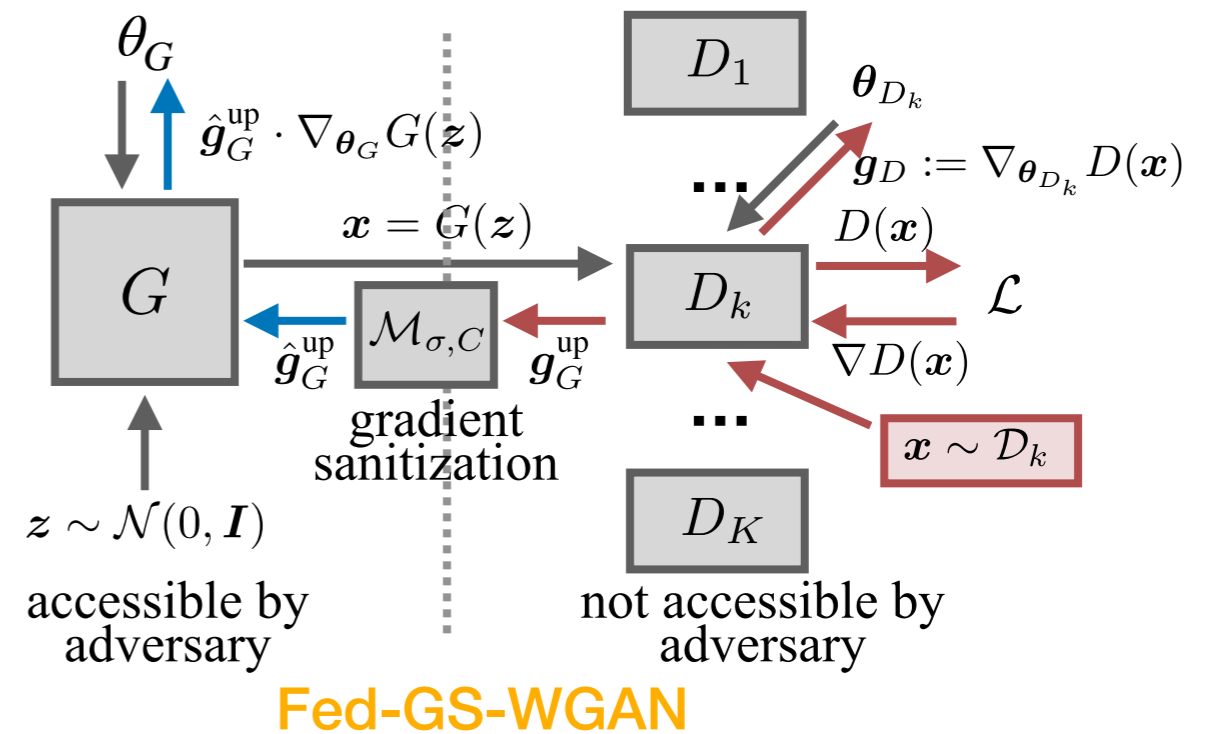 θ_G
ĝ_G^up · ∇_{θ_G} G(z)
D_1
θ_{D_k}
...
g_D := ∇_{θ_{D_k}} D(x)
x = G(z)
D(x)
G
D_k
ℒ
ℳ_{σ,C}
ĝ_G^up
g_G^up
∇D(x)
gradient
sanitization
...
x ∼ 𝒟_k
z ∼ 𝒩(0, I)
D_K
accessible by
adversary
not accessible by
adversary
Fed-GS-WGAN